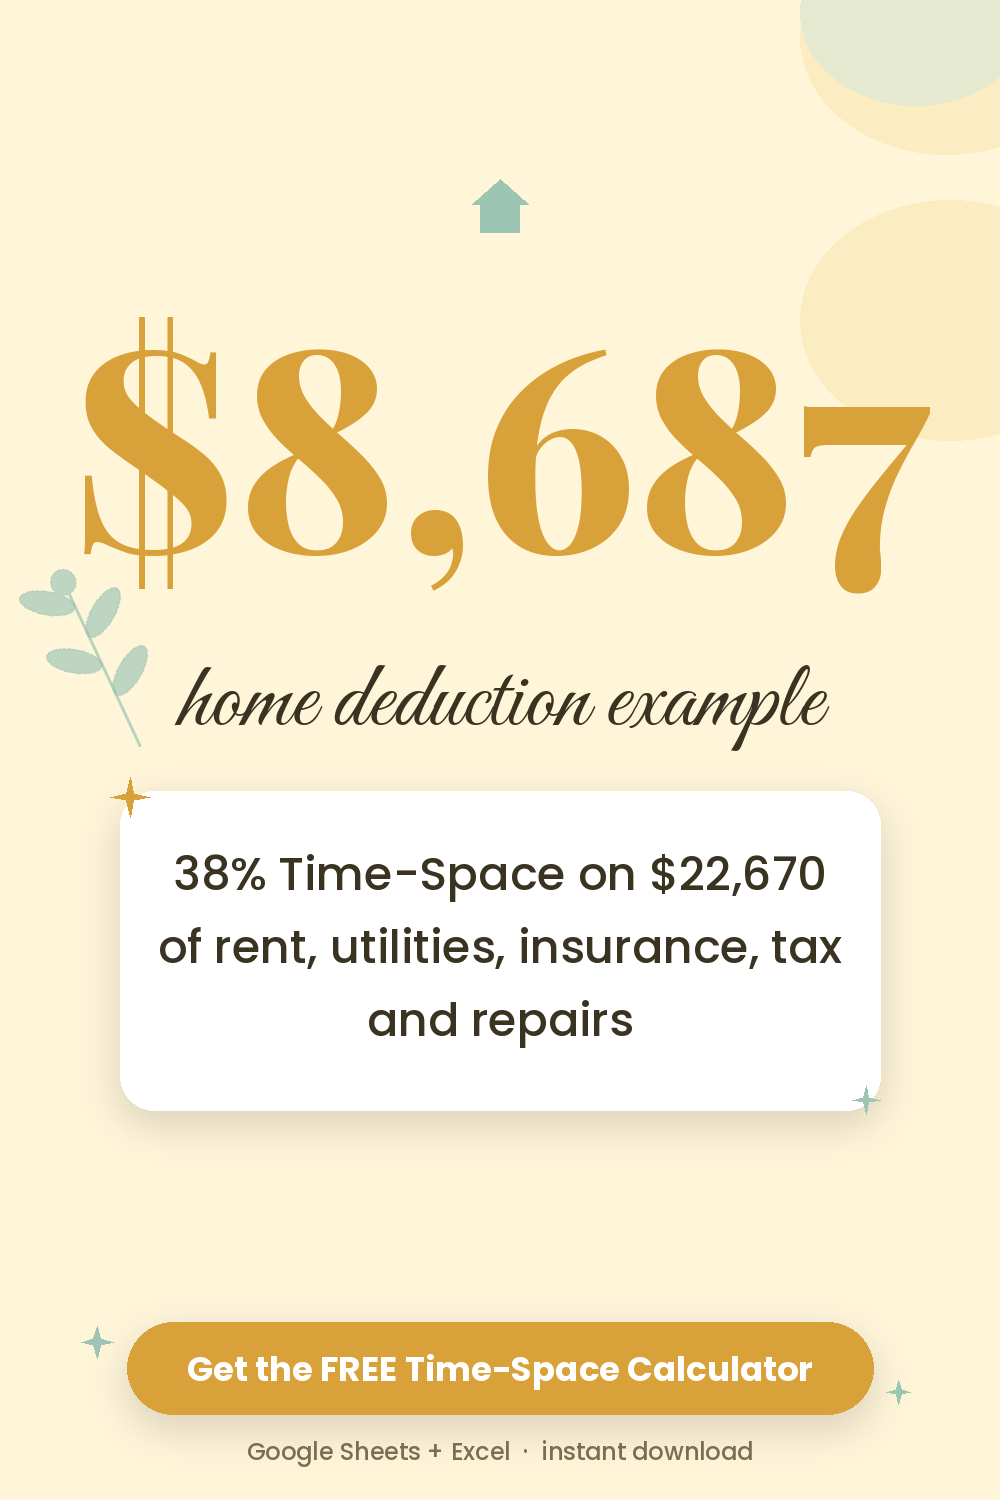 $8,687
home deduction example
38% Time-Space on $22,670
of rent, utilities, insurance, tax
and repairs
Get the FREE Time-Space Calculator
Google Sheets + Excel · instant download